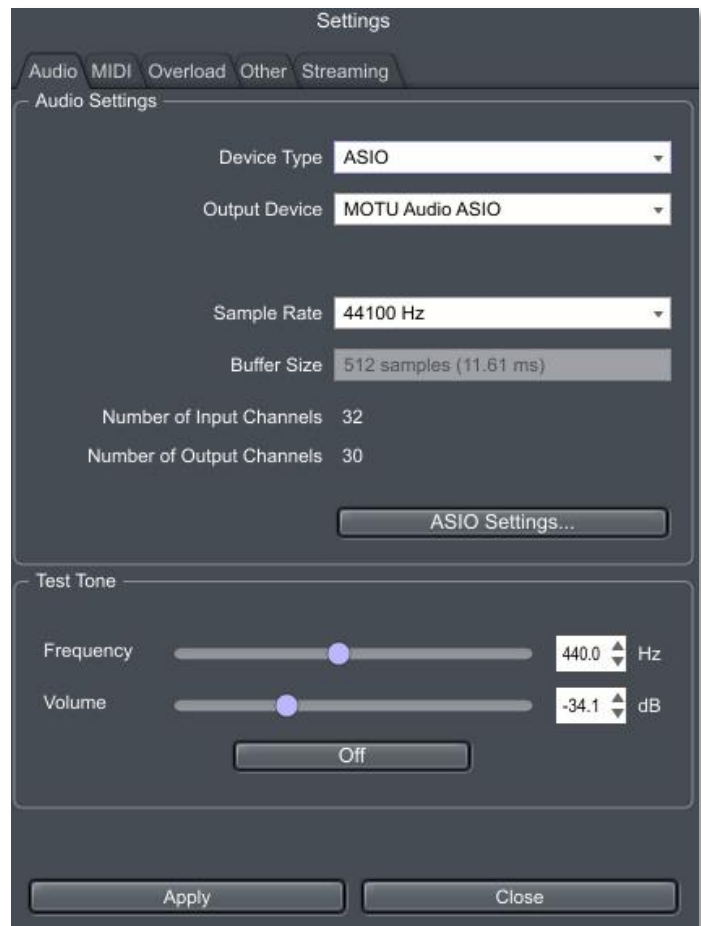 Settings
Audio MIDI Overload Other Streaming
Audio Settings
Device Type ASIO
Output Device MOTU Audio ASIO
Sample Rate 44100 Hz
Buffer Size 512 samples (11.61 ms)
Number of Input Channels 32
Number of Output Channels 30
ASIO Settings...
Test Tone
Frequency 440.0 Hz
Volume -34.1 dB
Off
Apply Close